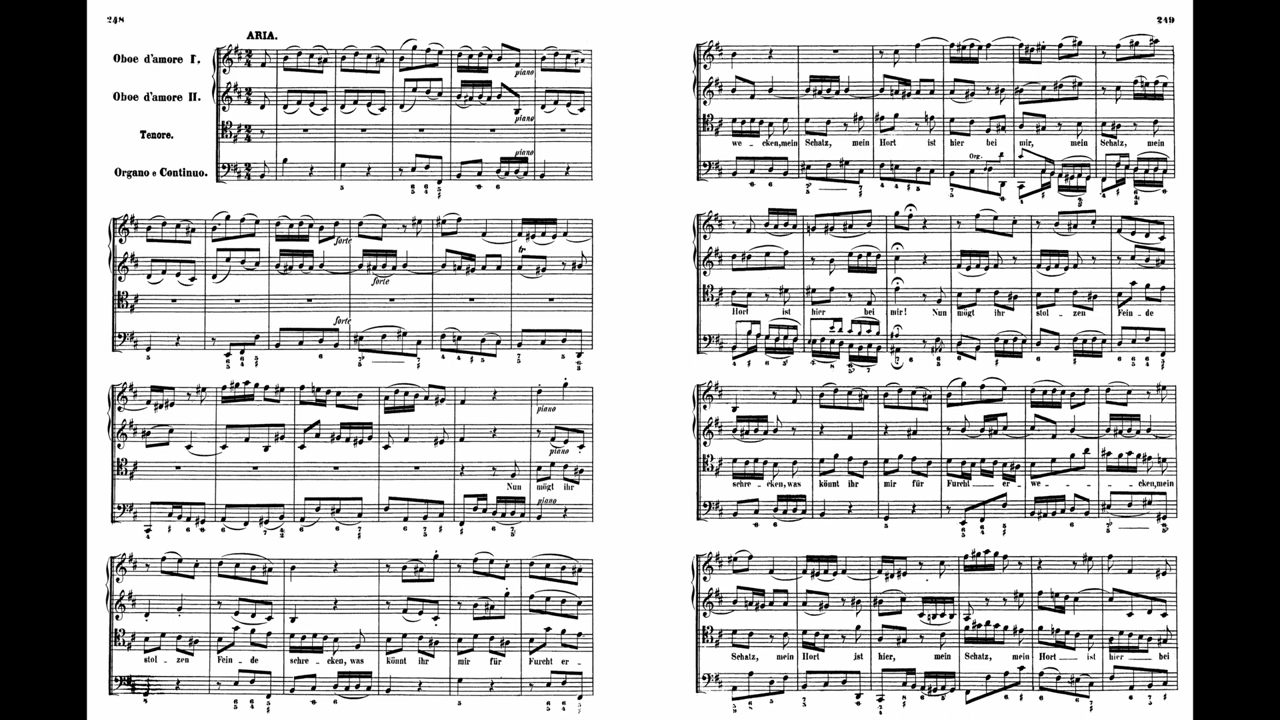 248
ARIA.
Oboe d'amore I.
piano
Oboe d'amore II.
piano
Tenore.
piano
Organo e Continuo.
forte
tr
forte
forte
piano
piano
Nun mögt ihr
piano
stol - zen Fein - de schre - cken, was könnt ihr mir für Furcht er -
249
we - cken, mein Schatz, mein Hort ist hier bei mir, mein Schatz, mein
Org.
Hort ist hier bei mir! Nun mögt ihr stol - zen Fein - de
schre - cken, was könnt ihr mir für Furcht er - we - cken, mein
Schatz, mein Hort ist hier, mein Schatz, mein Hort ist hier bei